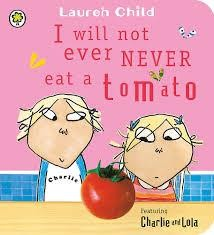 Lauren Child
I will not
ever NEVER
eat a tomato
Charlie
Featuring
Charlie and Lola